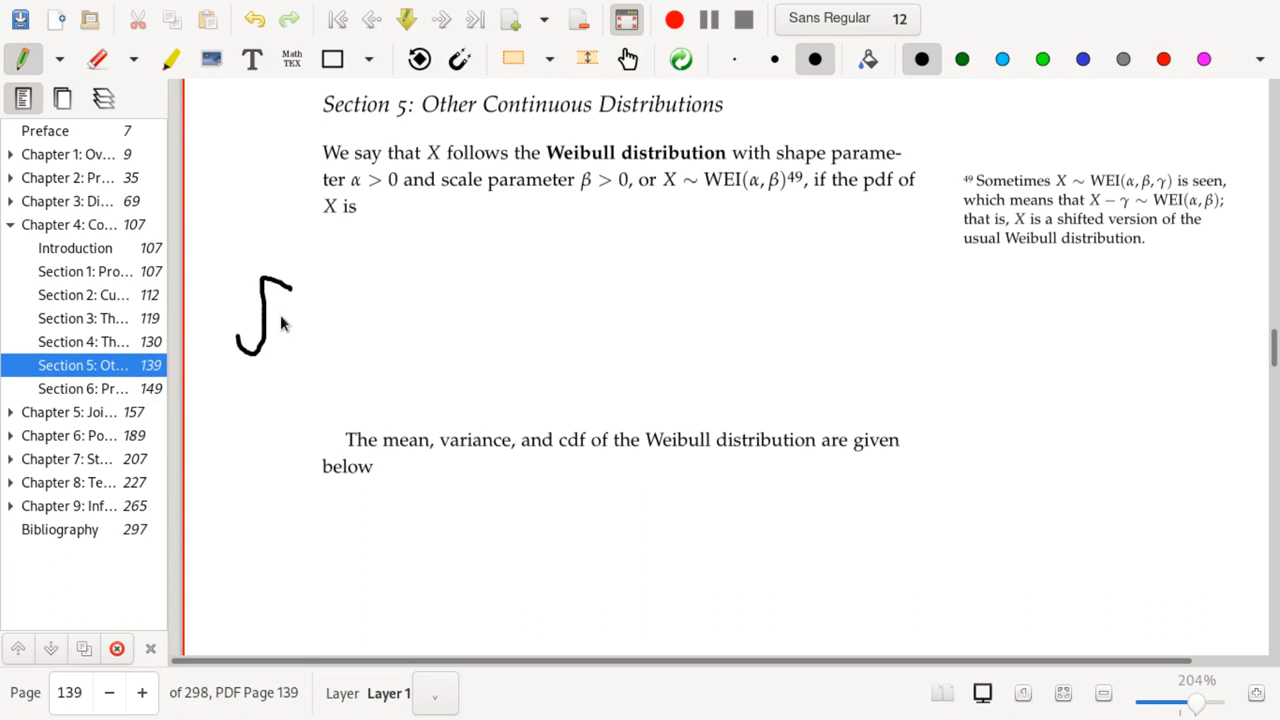 Sans Regular 12
Math
TEX
Preface 7
Chapter 1: Ov... 9
Chapter 2: Pr... 35
Chapter 3: Di... 69
Chapter 4: Co... 107
Introduction 107
Section 1: Pro... 107
Section 2: Cu... 112
Section 3: Th... 119
Section 4: Th... 130
Section 5: Ot... 139
Section 6: Pr... 149
Chapter 5: Joi... 157
Chapter 6: Po... 189
Chapter 7: St... 207
Chapter 8: Te... 227
Chapter 9: Inf... 265
Bibliography 297
Section 5: Other Continuous Distributions
We say that X follows the Weibull distribution with shape parame-
ter α > 0 and scale parameter β > 0, or X ∼ WEI(α, β)⁴⁹, if the pdf of
X is
⁴⁹ Sometimes X ∼ WEI(α, β, γ) is seen,
which means that X − γ ∼ WEI(α, β);
that is, X is a shifted version of the
usual Weibull distribution.
∫
The mean, variance, and cdf of the Weibull distribution are given
below
Page 139 − + of 298, PDF Page 139 Layer Layer 1 204%